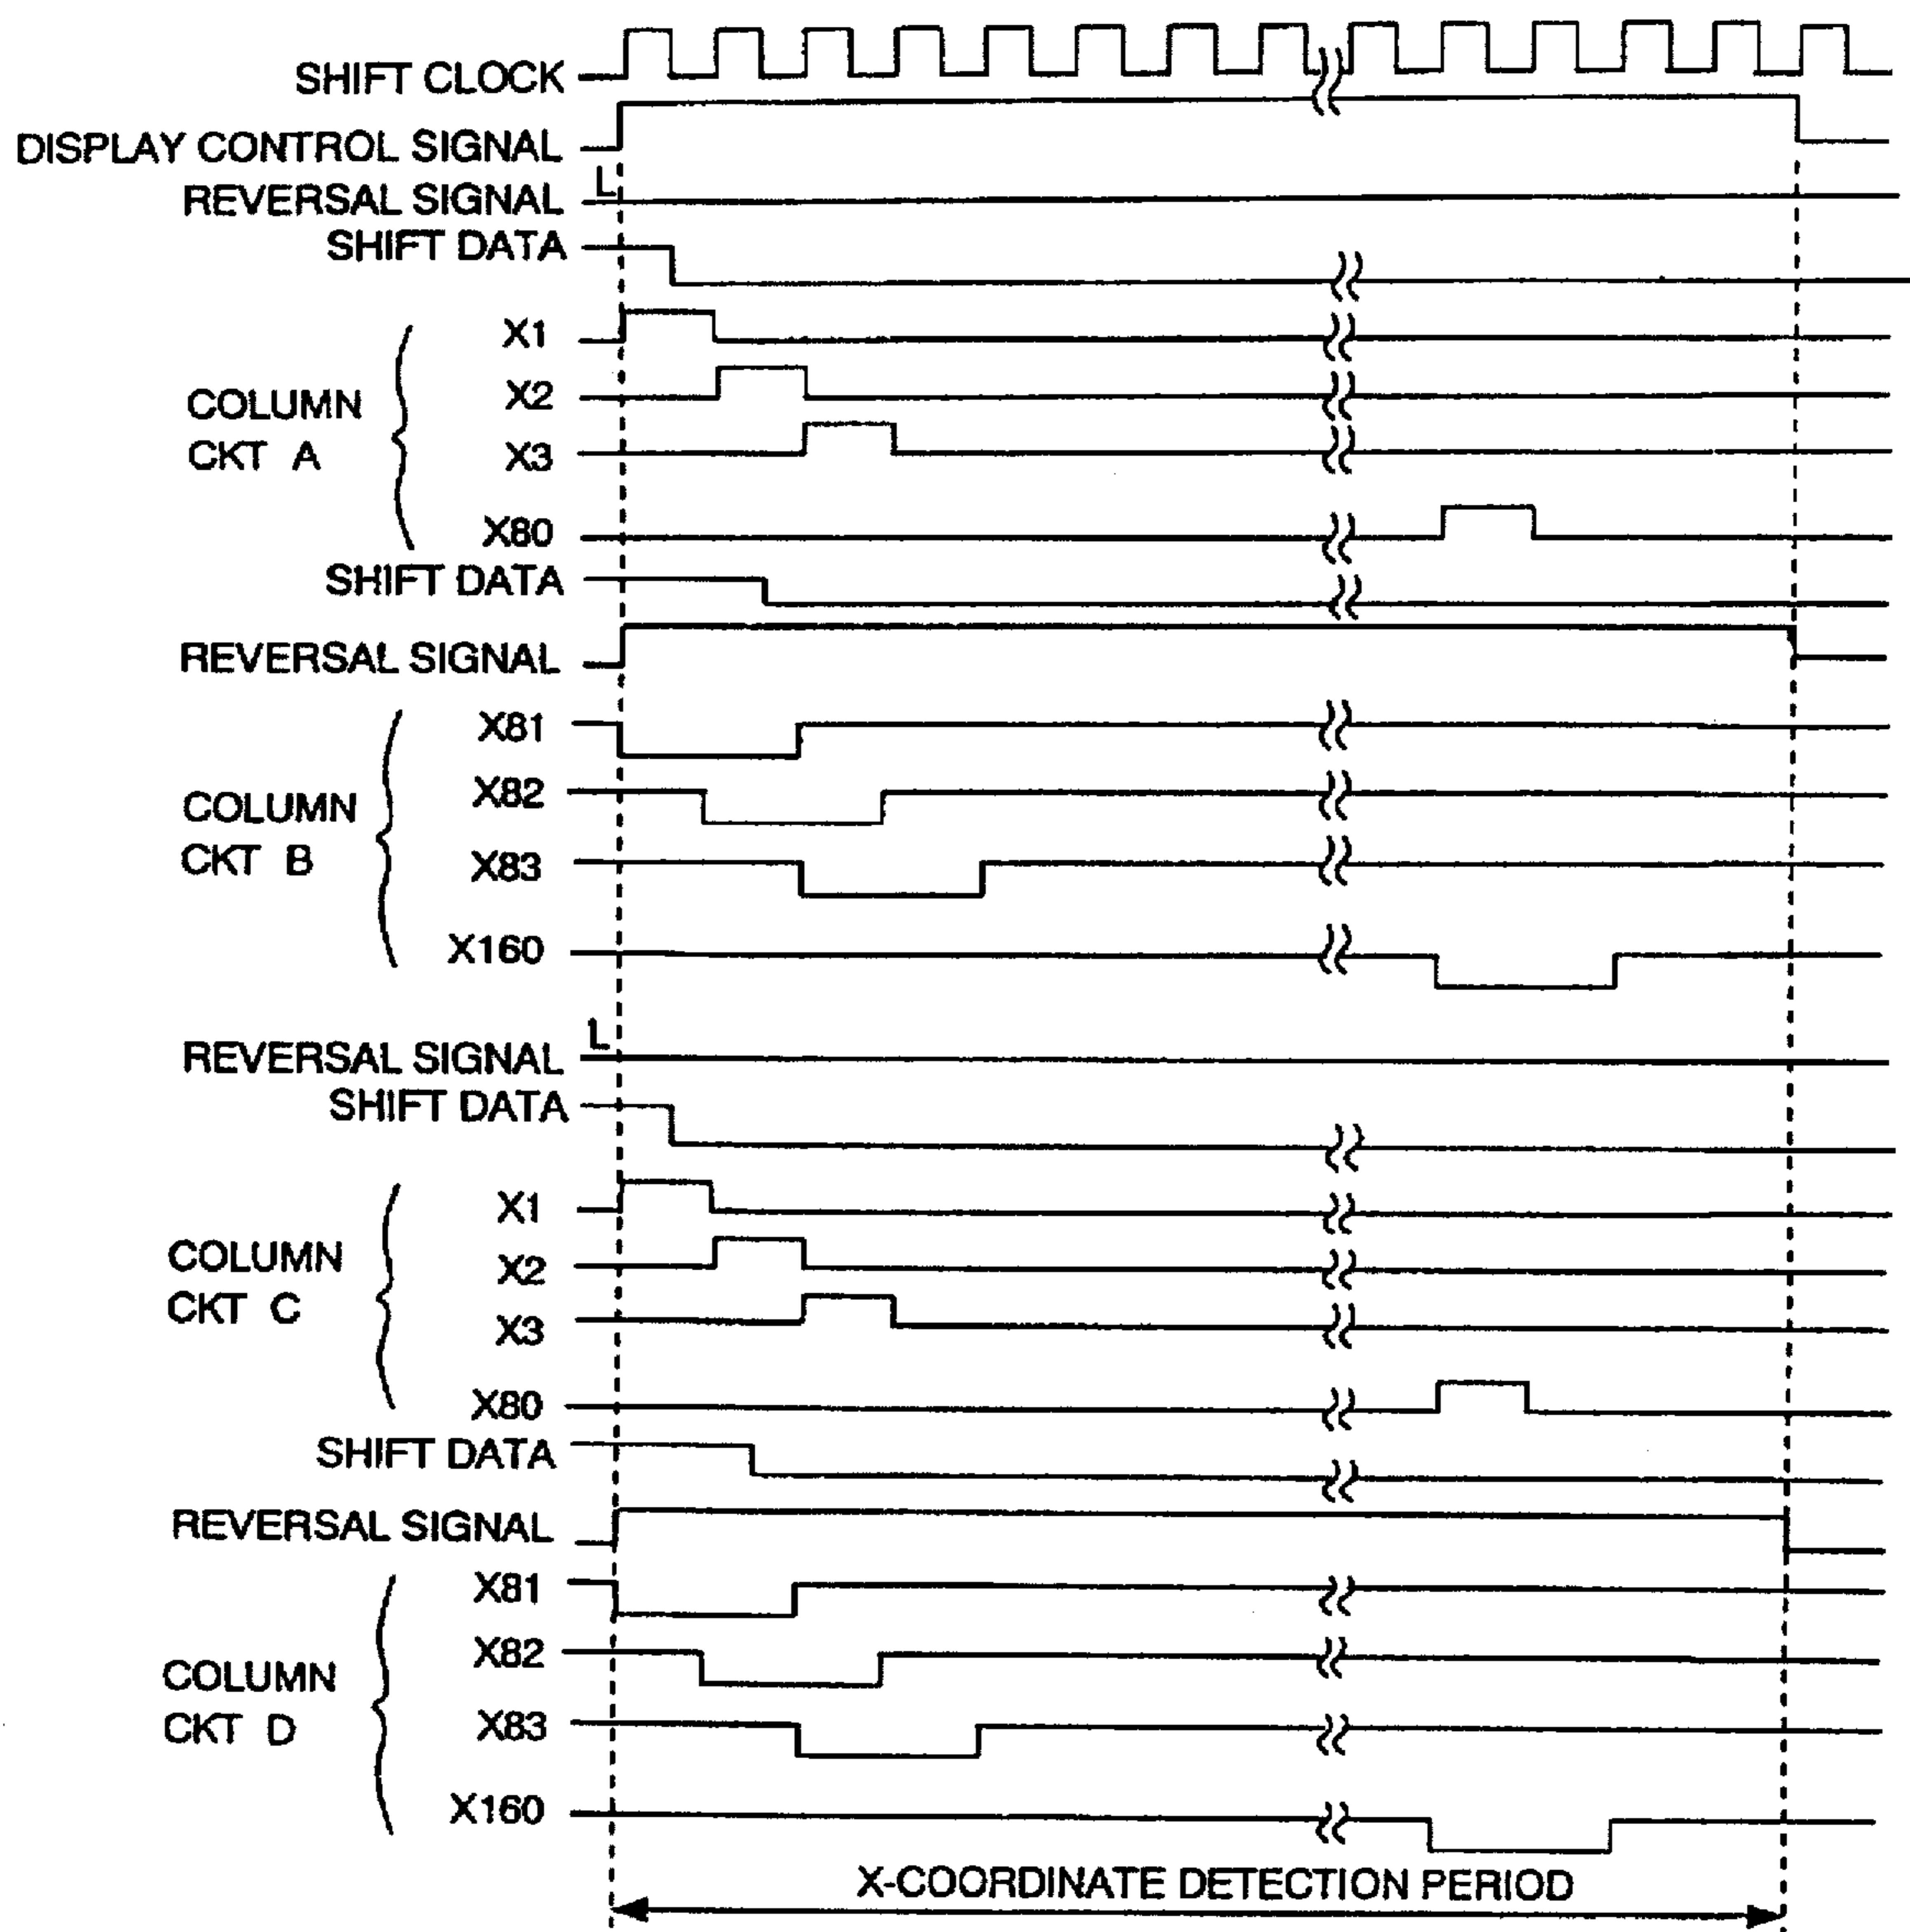 SHIFT CLOCK
DISPLAY CONTROL SIGNAL
L
REVERSAL SIGNAL
SHIFT DATA
COLUMN
CKT A
X1
X2
X3
X80
SHIFT DATA
REVERSAL SIGNAL
COLUMN
CKT B
X81
X82
X83
X160
L
REVERSAL SIGNAL
SHIFT DATA
COLUMN
CKT C
X1
X2
X3
X80
SHIFT DATA
REVERSAL SIGNAL
COLUMN
CKT D
X81
X82
X83
X160
X-COORDINATE DETECTION PERIOD